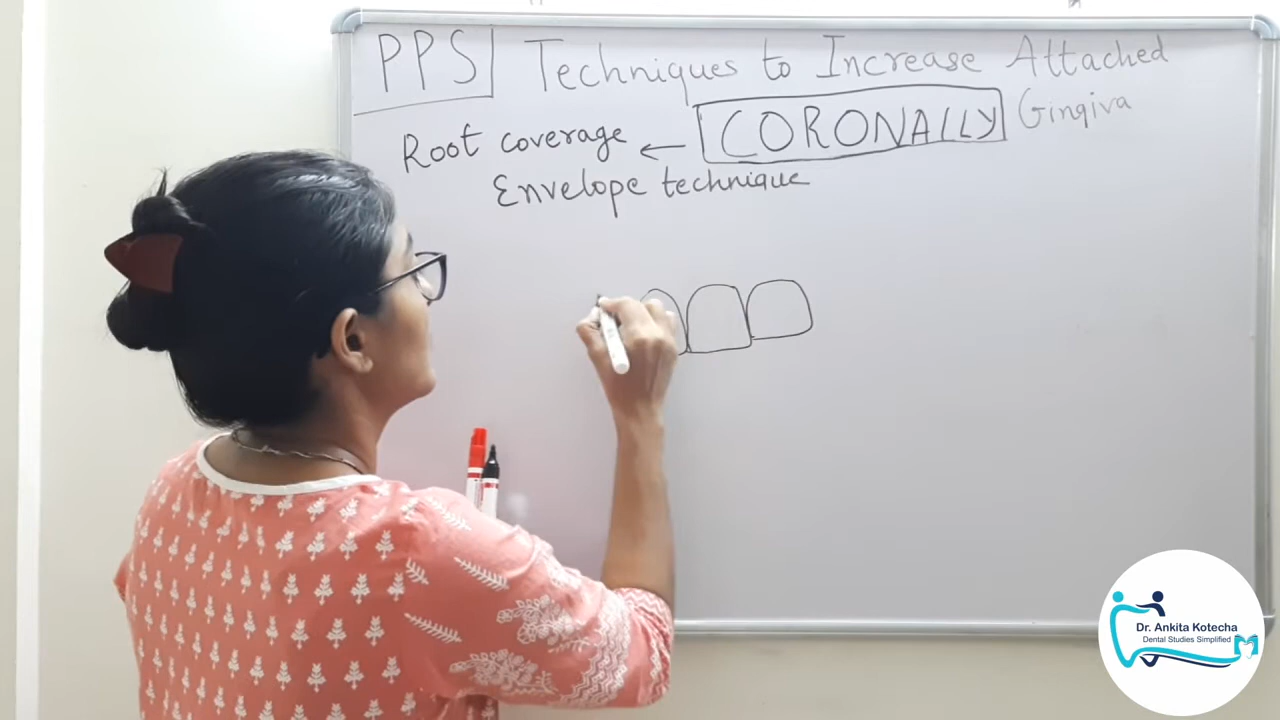 PPS Techniques to Increase Attached
CORONALLY Gingiva
Root coverage ←
Envelope technique
Dr. Ankita Kotecha
Dental Studies Simplified